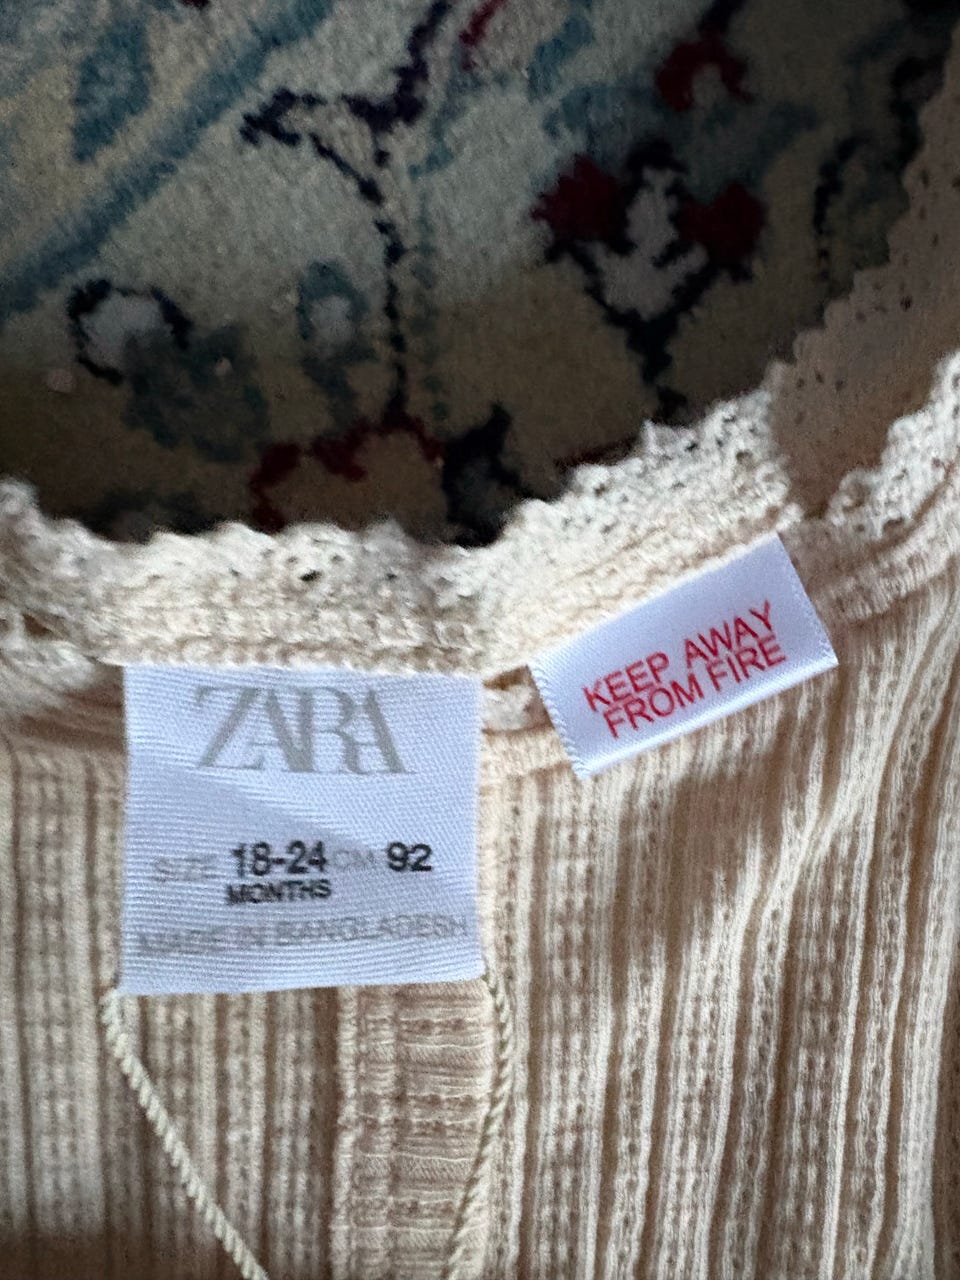 ZARA
SIZE 18-24 CM 92
MONTHS
MADE IN BANGLADESH
KEEP AWAY
FROM FIRE